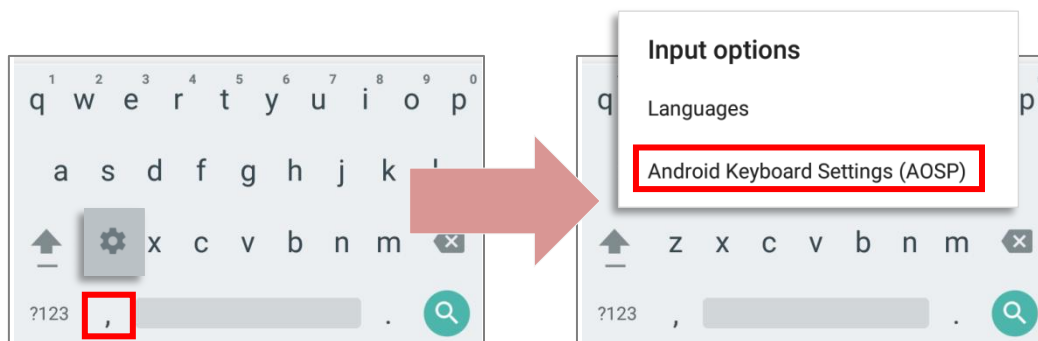 1 2 3 4 5 6 7 8 9 0
q w e r t y u i o p
a s d f g h j k
x c v b n m
?123 , .
Input options
Languages
Android Keyboard Settings (AOSP)
q p
z x c v b n m
?123 , .